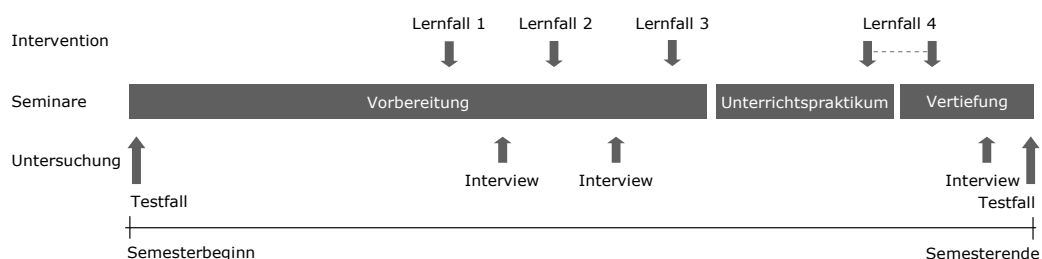 Lernfall 1 Lernfall 2 Lernfall 3 Lernfall 4
Intervention
Seminare Vorbereitung Unterrichtspraktikum Vertiefung
Untersuchung
Interview Interview Interview
Testfall Testfall
Semesterbeginn Semesterende